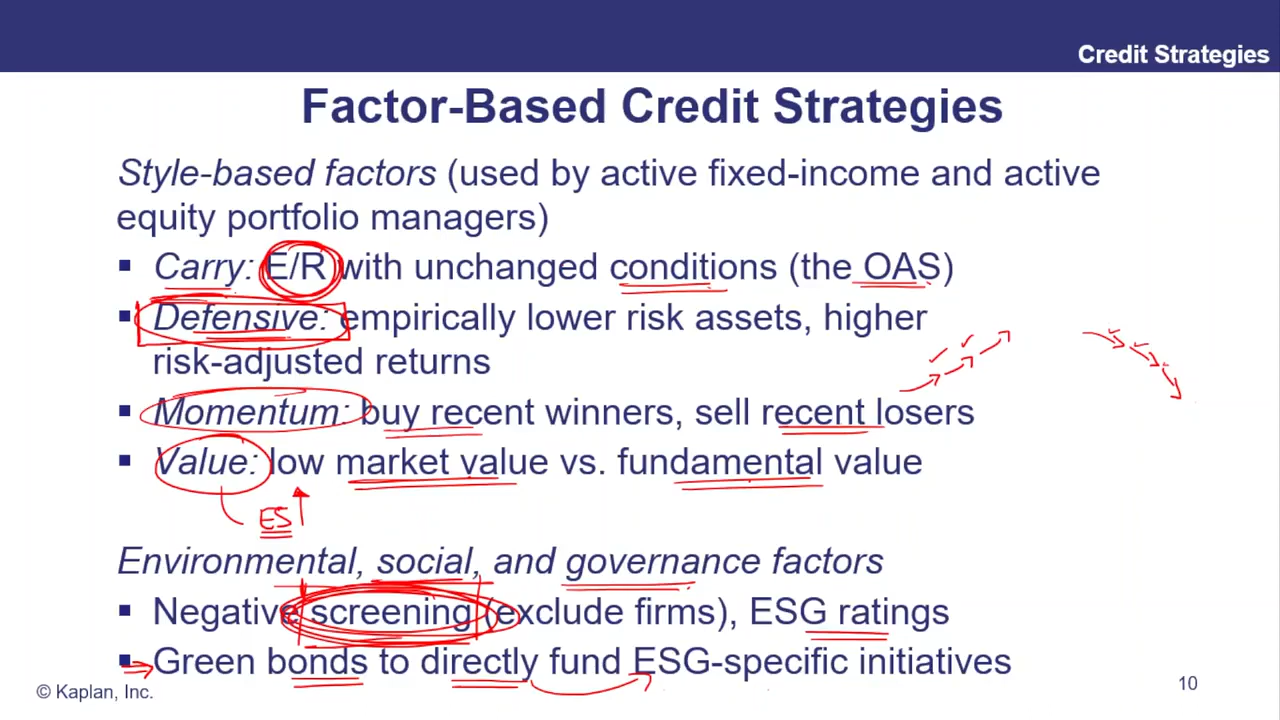 Credit Strategies
Factor-Based Credit Strategies
Style-based factors (used by active fixed-income and active
equity portfolio managers)
▪ Carry: E/R with unchanged conditions (the OAS)
▪ Defensive: empirically lower risk assets, higher
risk-adjusted returns
▪ Momentum: buy recent winners, sell recent losers
▪ Value: low market value vs. fundamental value
ES
Environmental, social, and governance factors
▪ Negative screening (exclude firms), ESG ratings
▪ Green bonds to directly fund ESG-specific initiatives
© Kaplan, Inc.
10